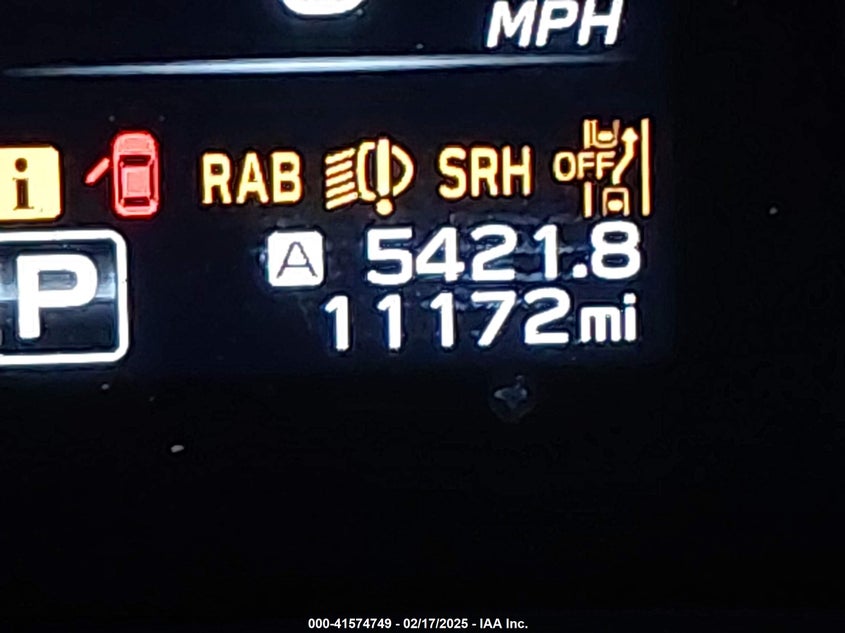 MPH
i RAB SRH OFF
P A 5421.8
11172mi
000-41574749 - 02/17/2025 - IAA Inc.